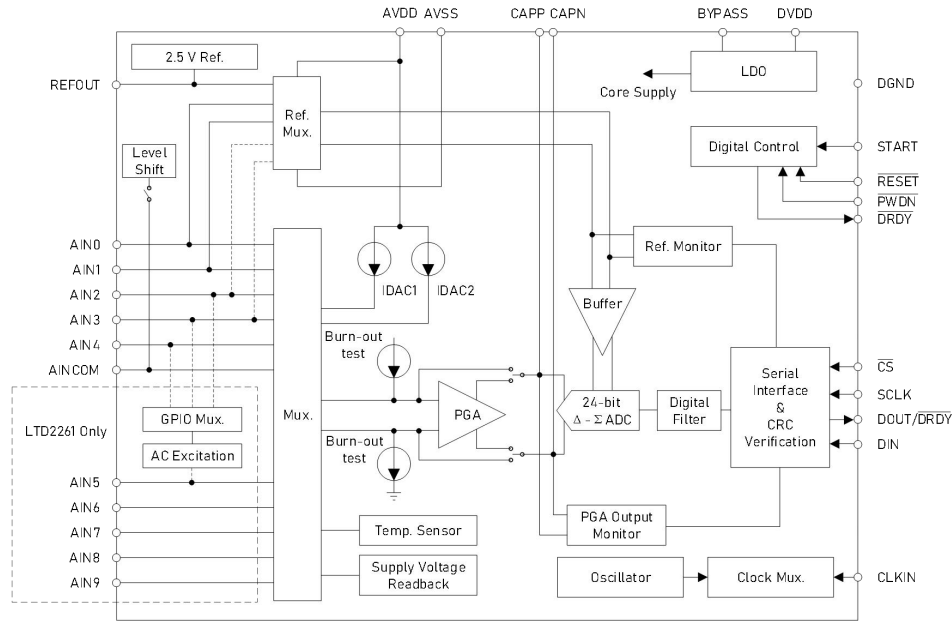 AVDD AVSS CAPP CAPN BYPASS DVDD
2.5 V Ref.
REFOUT
Ref.
Mux.
LDO
Core Supply
DGND
Level
Shift
Digital Control
START
RESET
PWDN
DRDY
AIN0
AIN1
AIN2
AIN3
AIN4
AINCOM
IDAC1
IDAC2
Ref. Monitor
Buffer
Burn-out
test
Mux.
PGA
Burn-out
test
24-bit
Δ - Σ ADC
Digital
Filter
Serial
Interface
&
CRC
Verification
CS
SCLK
DOUT/DRDY
DIN
LTD2261 Only
GPIO Mux.
AC Excitation
AIN5
AIN6
AIN7
AIN8
AIN9
Temp. Sensor
Supply Voltage
Readback
PGA Output
Monitor
Oscillator
Clock Mux.
CLKIN